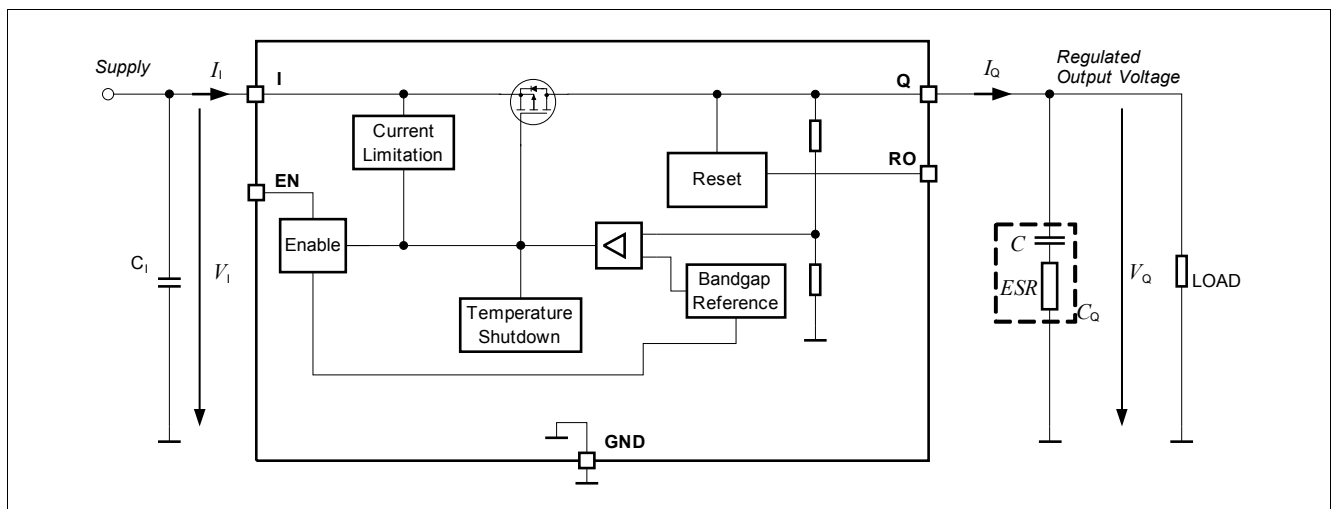 Supply
I_I
I
Q
I_Q
Regulated
Output Voltage
Current
Limitation
Reset
RO
EN
Enable
Bandgap
Reference
Temperature
Shutdown
C_I
V_I
C
ESR
C_Q
V_Q
LOAD
GND